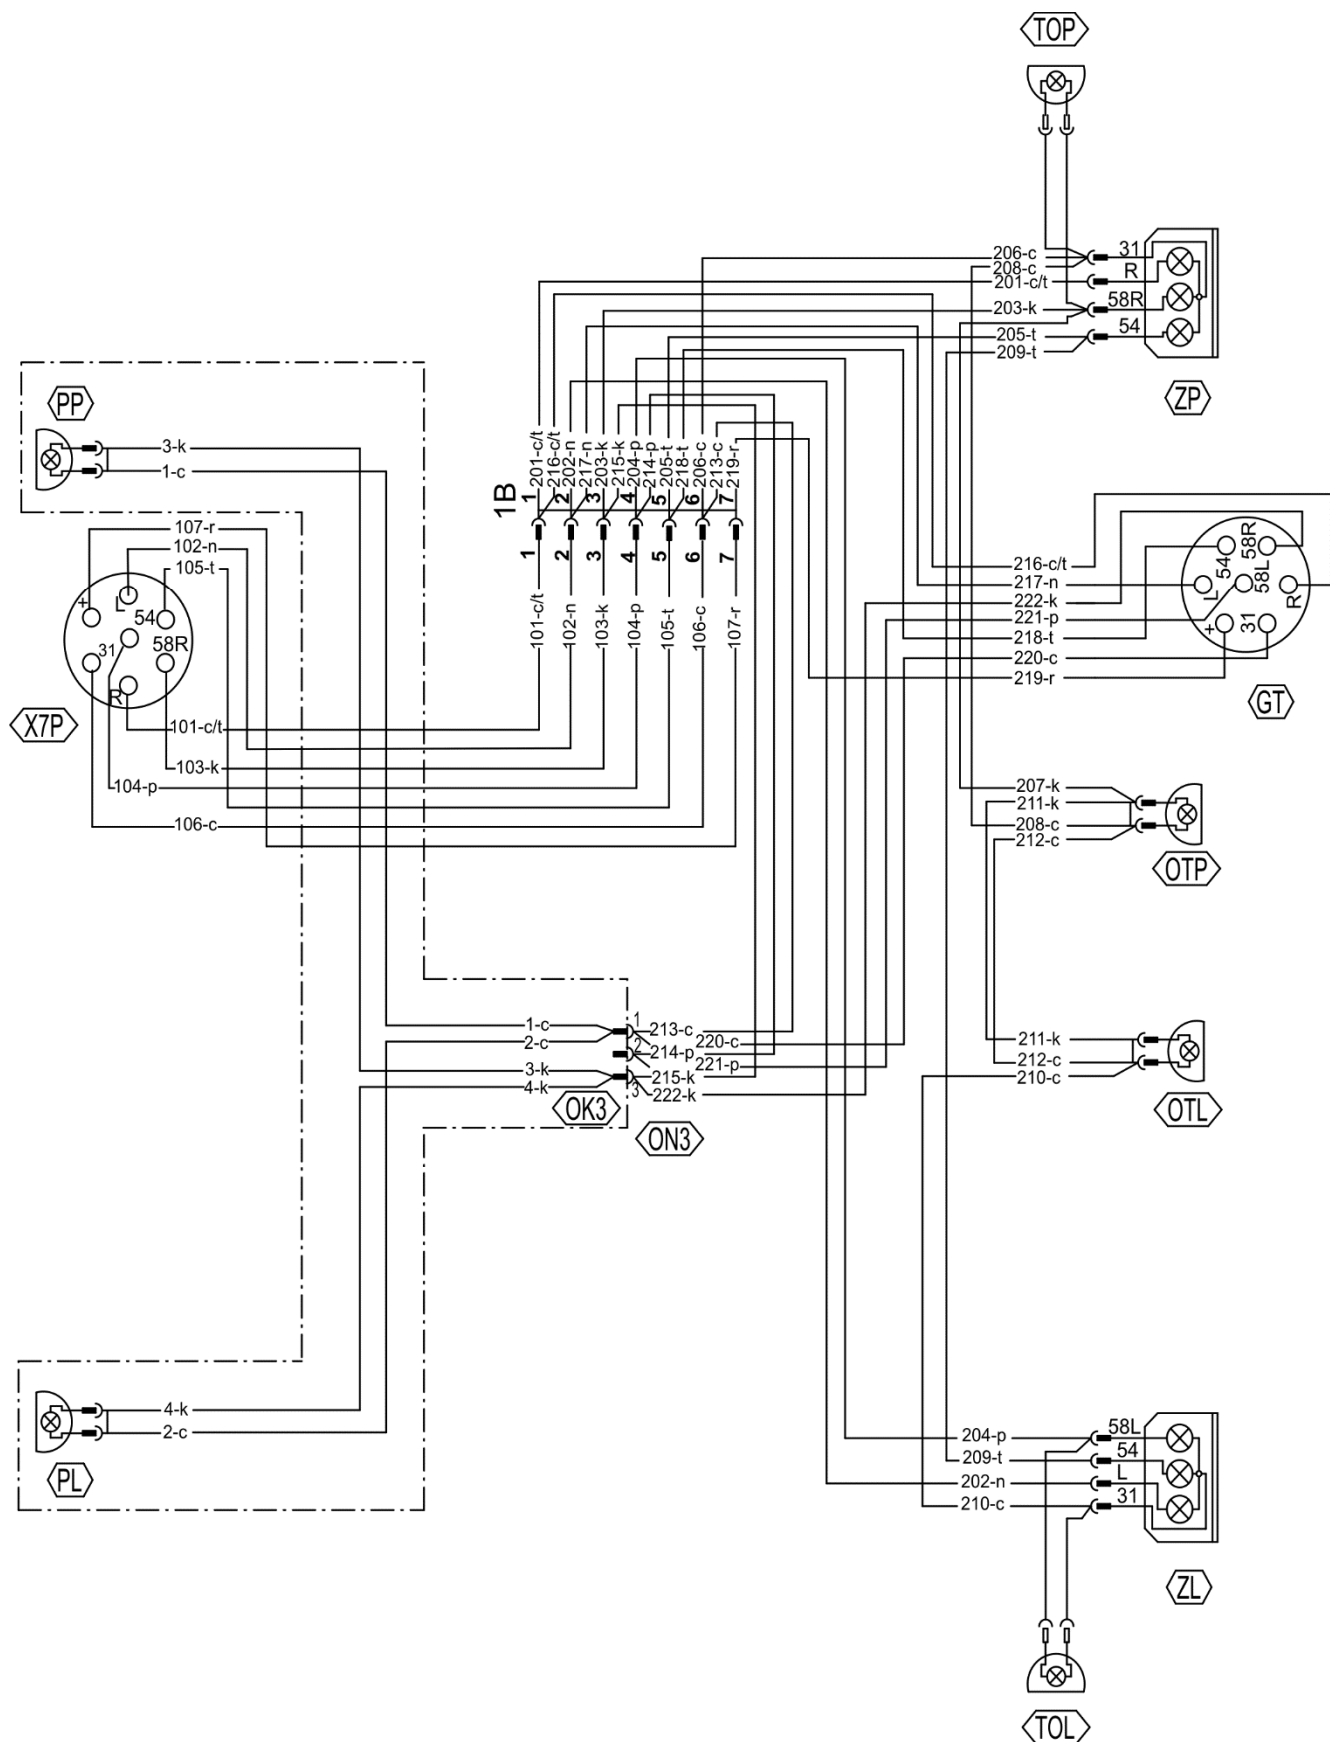 TOP
206-c 31
208-c
201-c/t R
203-k 58R
205-t 54
209-t
ZP
PP
3-k
1-c
201-c/t
216-c/t
202-n
217-n
203-k
215-k
204-p
214-p
205-t
218-t
206-c
213-c
219-r
1B
1 2 3 4 5 6 7
1 2 3 4 5 6 7
101-c/t
102-n
103-k
104-p
105-t
106-c
107-r
107-r
102-n
105-t
+ L 54
31 58R
R
X7P
101-c/t
103-k
104-p
106-c
216-c/t
217-n
222-k
221-p
218-t
220-c
219-r
54 58R
L 58L R
+ 31
GT
207-k
211-k
208-c
212-c
OTP
1-c
2-c
3-k
4-k
OK3
1
2
3
213-c
220-c
214-p
221-p
215-k
222-k
ON3
211-k
212-c
210-c
OTL
4-k
2-c
PL
204-p 58L
209-t 54
202-n L
210-c 31
ZL
TOL